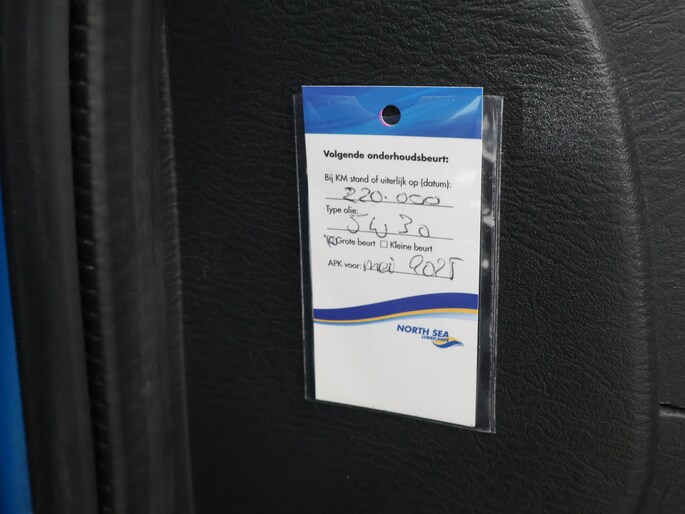 Volgende onderhoudsbeurt:
Bij KM stand of uiterlijk op (datum):
220.000
Type olie:
5W30
☒ Grote beurt ☐ Kleine beurt
APK voor: mei 2025
NORTH SEA
LUBRICANTS